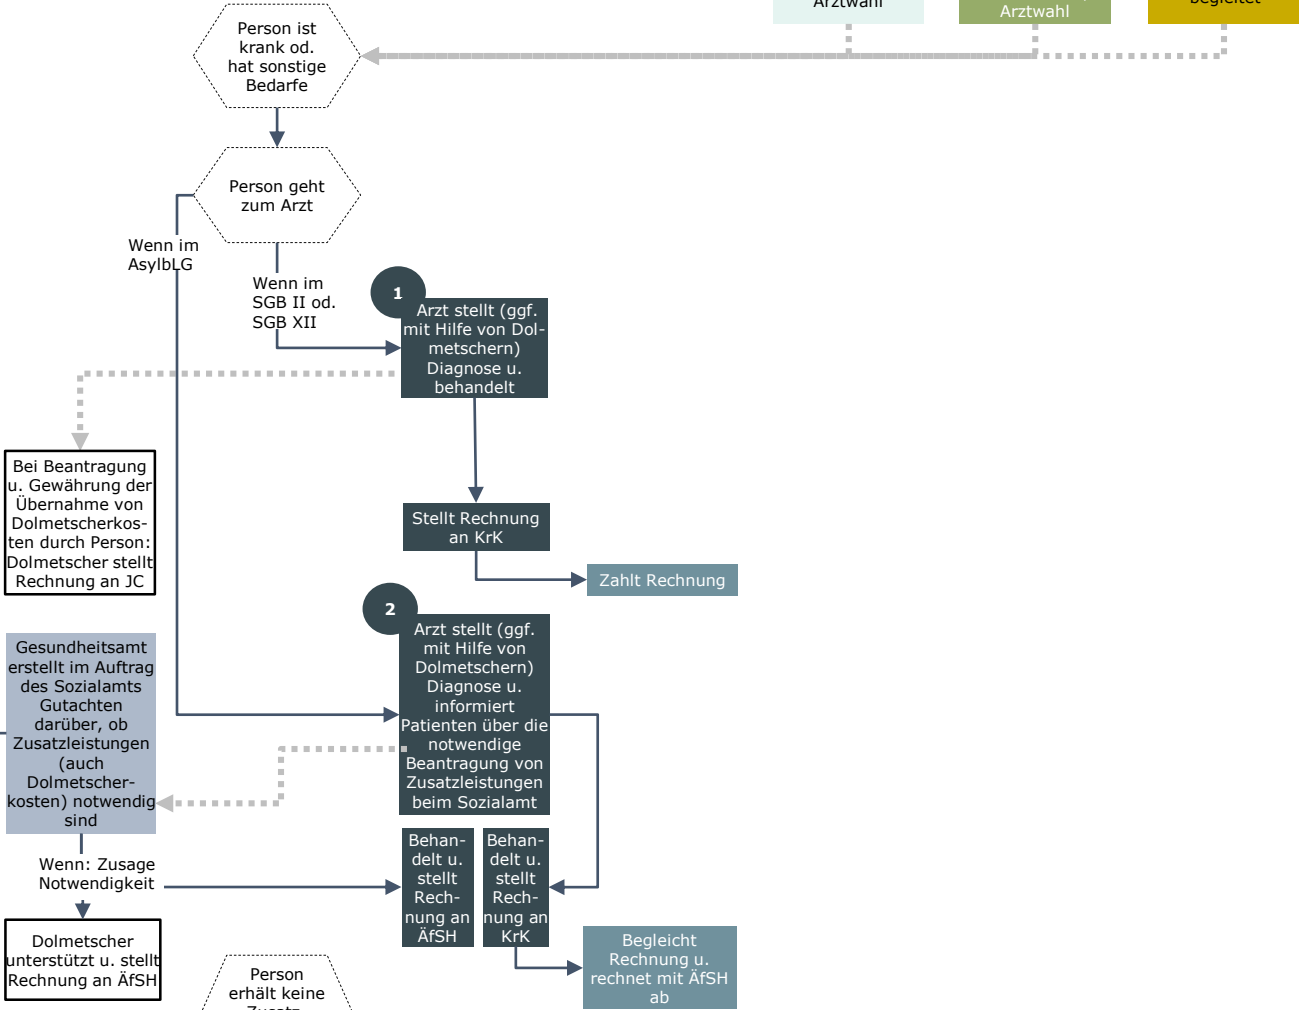 Arztwahl
Arztwahl
begleitet
Person ist
krank od.
hat sonstige
Bedarfe
Person geht
zum Arzt
Wenn im
AsylbLG
Wenn im
SGB II od.
SGB XII
1
Arzt stellt (ggf.
mit Hilfe von Dol-
metschern)
Diagnose u.
behandelt
Bei Beantragung
u. Gewährung der
Übernahme von
Dolmetscherkos-
ten durch Person:
Dolmetscher stellt
Rechnung an JC
Stellt Rechnung
an KrK
Zahlt Rechnung
2
Arzt stellt (ggf.
mit Hilfe von
Dolmetschern)
Diagnose u.
informiert
Patienten über die
notwendige
Beantragung von
Zusatzleistungen
beim Sozialamt
Gesundheitsamt
erstellt im Auftrag
des Sozialamts
Gutachten
darüber, ob
Zusatzleistungen
(auch
Dolmetscher-
kosten) notwendig
sind
Wenn: Zusage
Notwendigkeit
Behan-
delt u.
stellt
Rech-
nung an
ÄfSH
Behan-
delt u.
stellt
Rech-
nung an
KrK
Dolmetscher
unterstützt u. stellt
Rechnung an ÄfSH
Begleicht
Rechnung u.
rechnet mit ÄfSH
ab
Person
erhält keine
Zusatz-